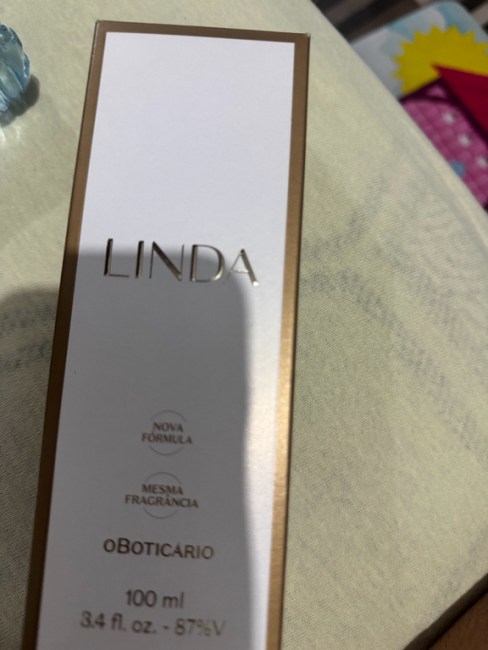 LINDA
NOVA
FÓRMULA
MESMA
FRAGRÂNCIA
oBOTICÁRIO
100 ml
3.4 fl. oz. - 87%V